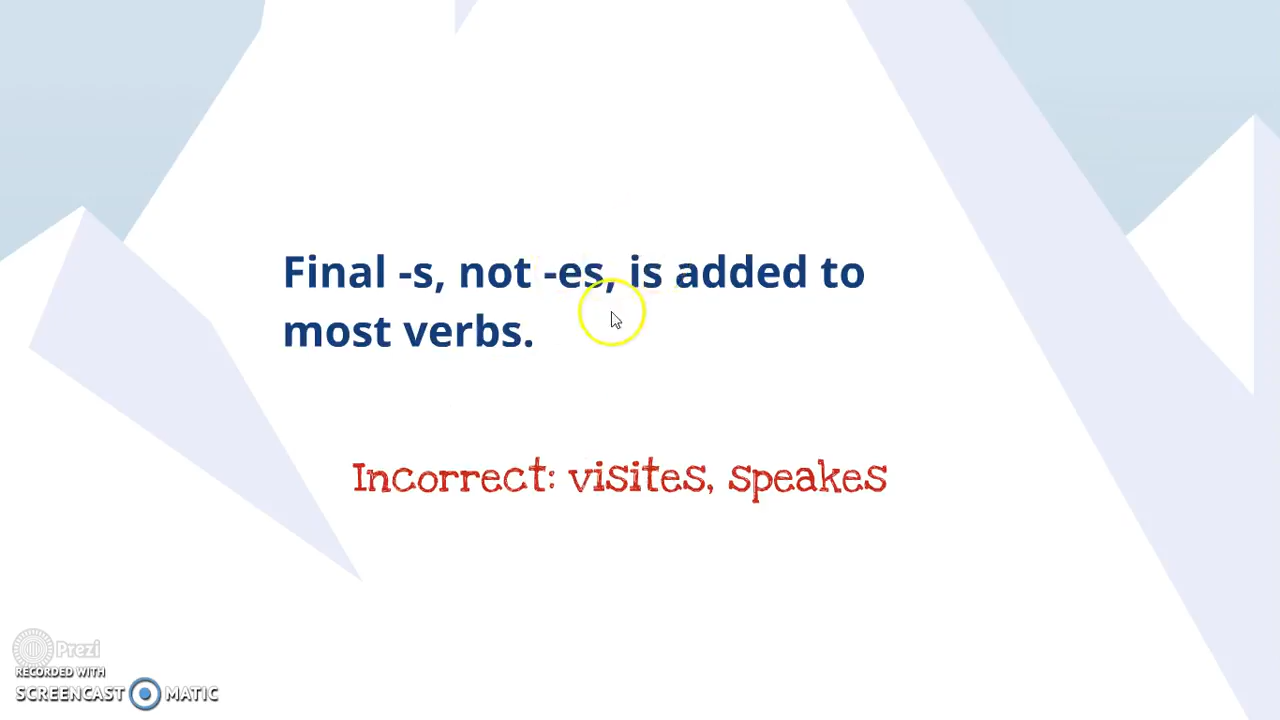 Final -s, not -es, is added to
most verbs.
Incorrect: visites, speakes
Prezi
RECORDED WITH
SCREENCAST MATIC